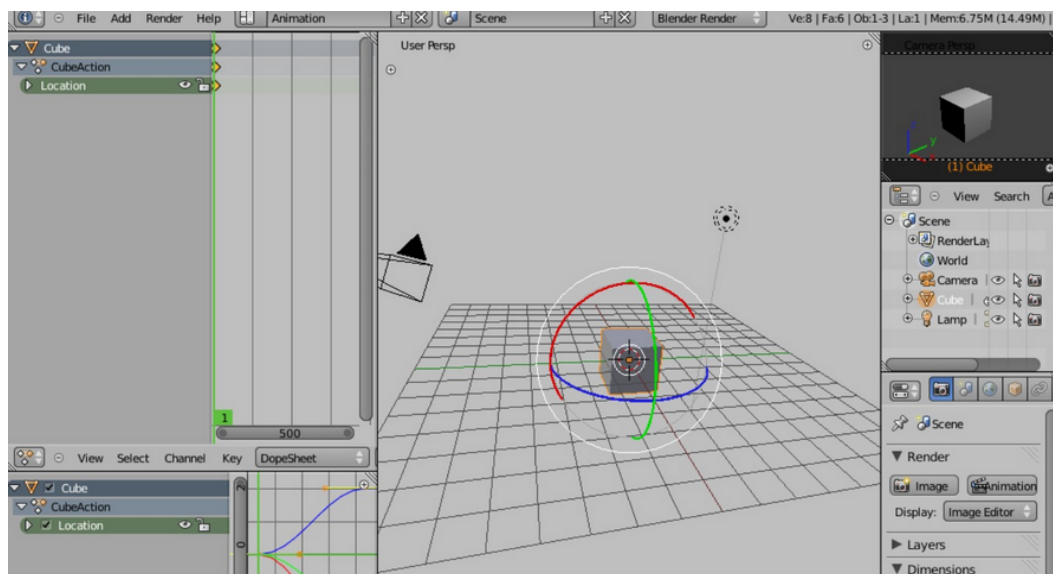 File Add Render Help Animation Scene Blender Render Ve:8 | Fa:6 | Ob:1-3 | La:1 | Mem:6.75M (14.49M) |
Cube
CubeAction
Location
1
500
View Select Channel Key DopeSheet
Cube
CubeAction
Location
2
0
User Persp
Camera Persp
z
y
(1) Cube
View Search A
Scene
RenderLay
World
Camera |
Cube |
Lamp |
Scene
Render
Image Animation
Display: Image Editor
Layers
Dimensions